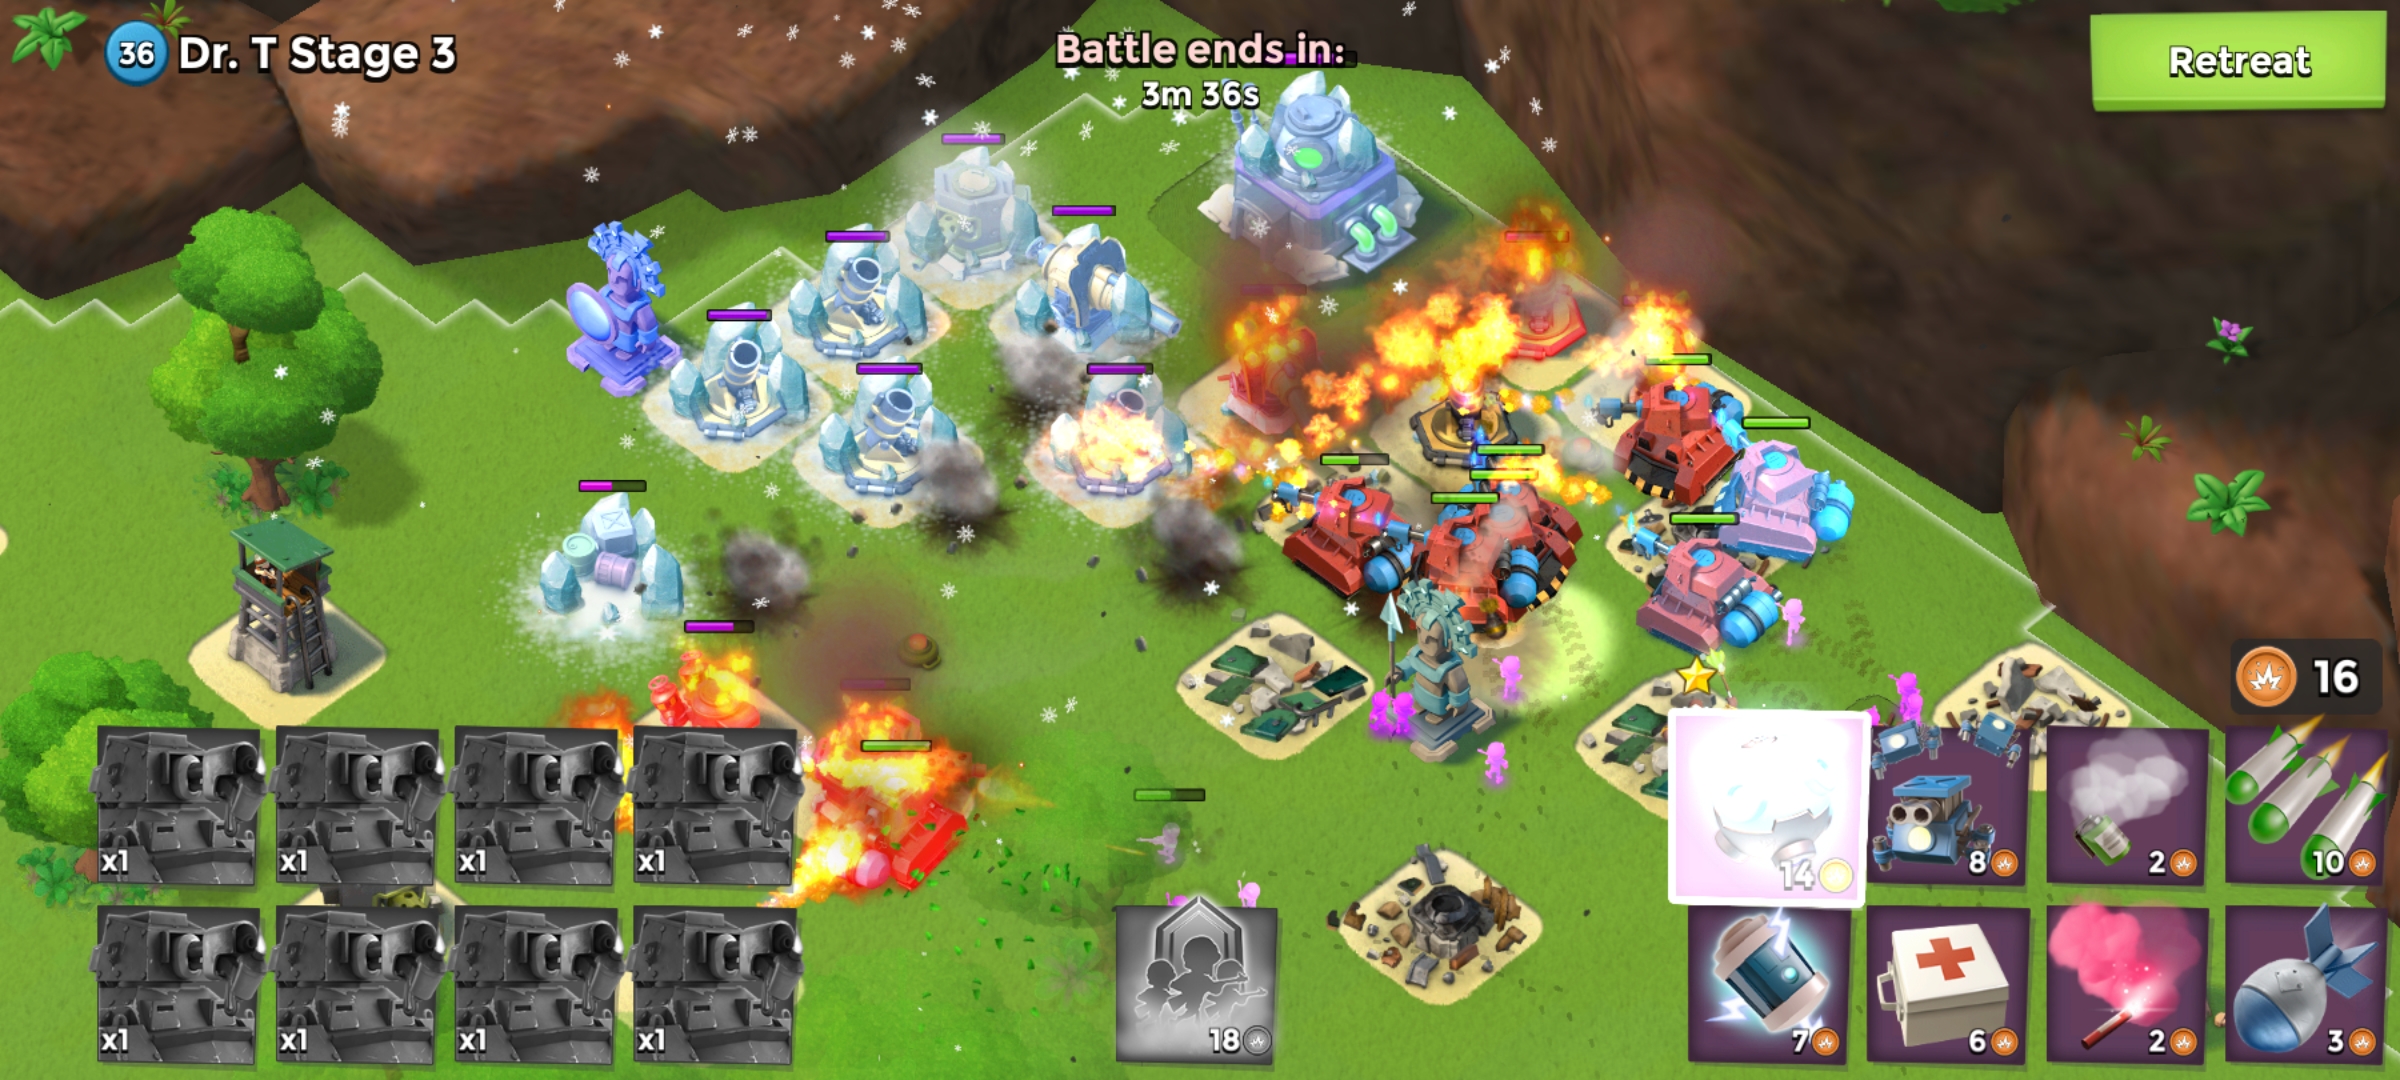 36 Dr. T Stage 3
Battle ends in:
3m 36s
Retreat
16
x1 x1 x1 x1
14 8 2 10
x1 x1 x1 x1
18
7 6 2 3